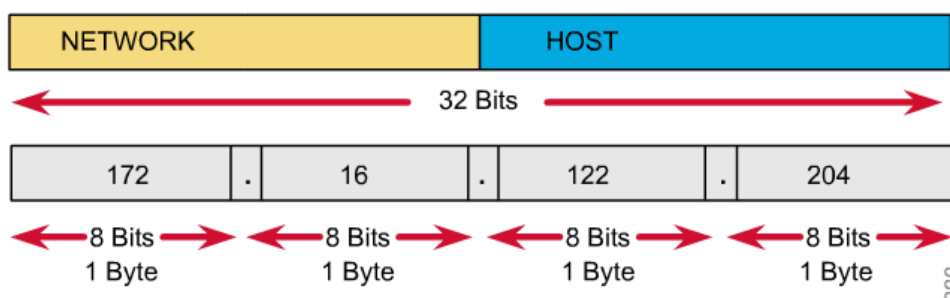 NETWORK HOST
32 Bits
172 . 16 . 122 . 204
8 Bits 8 Bits 8 Bits 8 Bits
1 Byte 1 Byte 1 Byte 1 Byte